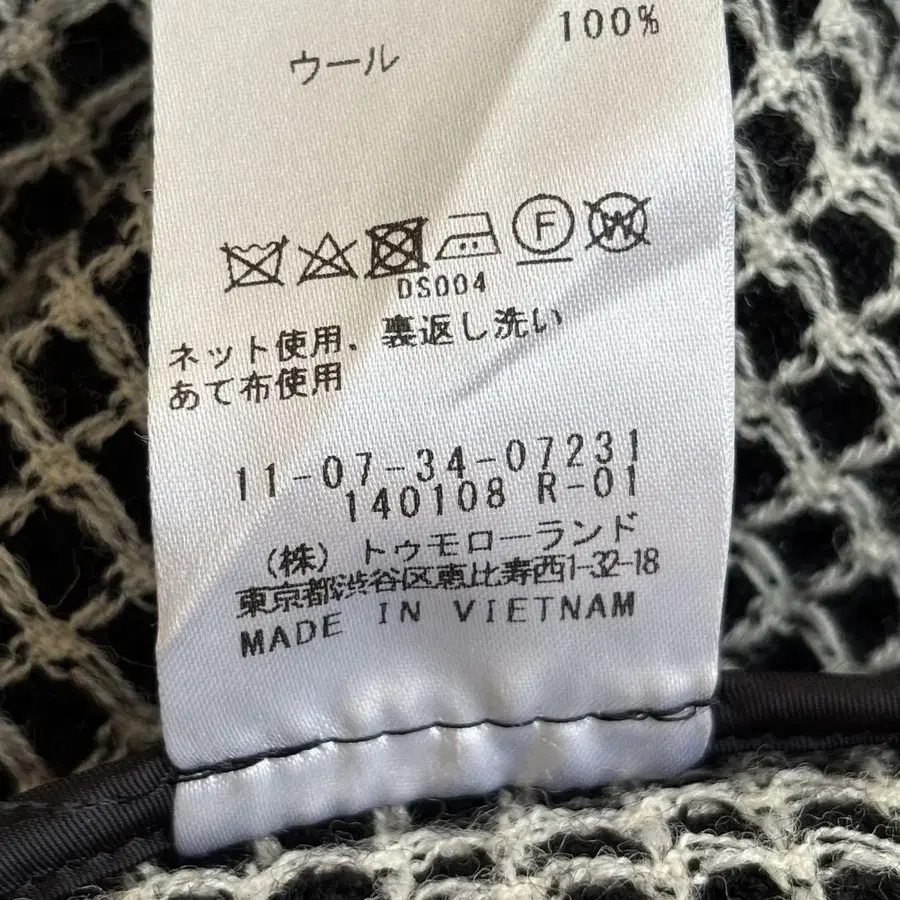 100%
ウール
F W
DS004
ネット使用、裏返し洗い
あて布使用
11-07-34-07231
140108 R-01
（株）トゥモローランド
東京都渋谷区恵比寿西1-32-18
MADE IN VIETNAM